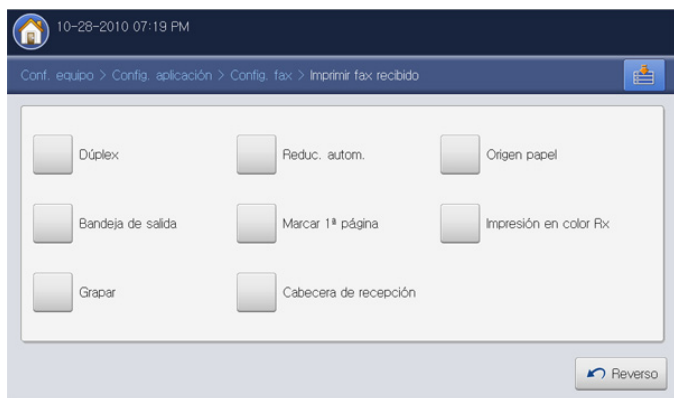 10-28-2010 07:19 PM
Conf. equipo > Config. aplicación > Config. fax > Imprimir fax recibido
Dúplex
Reduc. autom.
Origen papel
Bandeja de salida
Marcar 1ª página
Impresión en color Rx
Grapar
Cabecera de recepción
Reverso